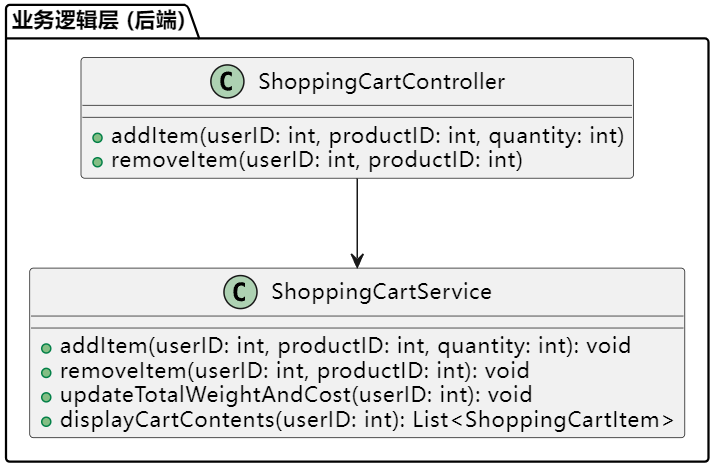 业务逻辑层 (后端)
C ShoppingCartController
addItem(userID: int, productID: int, quantity: int)
removeItem(userID: int, productID: int)
C ShoppingCartService
addItem(userID: int, productID: int, quantity: int): void
removeItem(userID: int, productID: int): void
updateTotalWeightAndCost(userID: int): void
displayCartContents(userID: int): List<ShoppingCartItem>